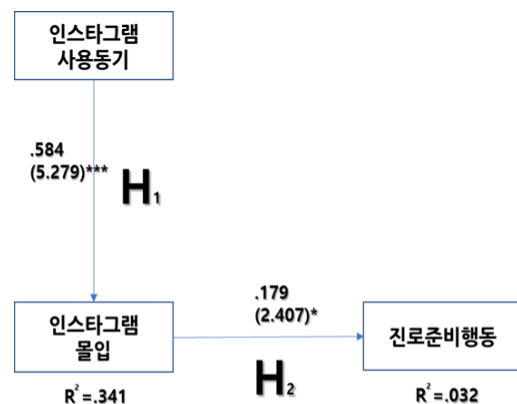 인스타그램
사용동기
.584
(5.279)***
H1
인스타그램
몰입
R²=.341
.179
(2.407)*
H2
진로준비행동
R²=.032